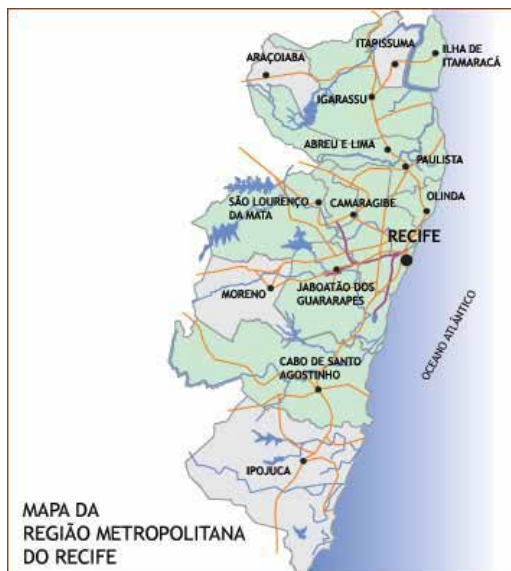 ITAPISSUMA
ARAÇOIABA
ILHA DE
ITAMARACÁ
IGARASSU
ABREU E LIMA
PAULISTA
SÃO LOURENÇO
DA MATA
CAMARAGIBE
OLINDA
RECIFE
MORENO
JABOATÃO DOS
GUARARAPES
OCEANO ATLÁNTICO
CABO DE SANTO
AGOSTINHO
IPOJUCA
MAPA DA
REGIÃO METROPOLITANA
DO RECIFE